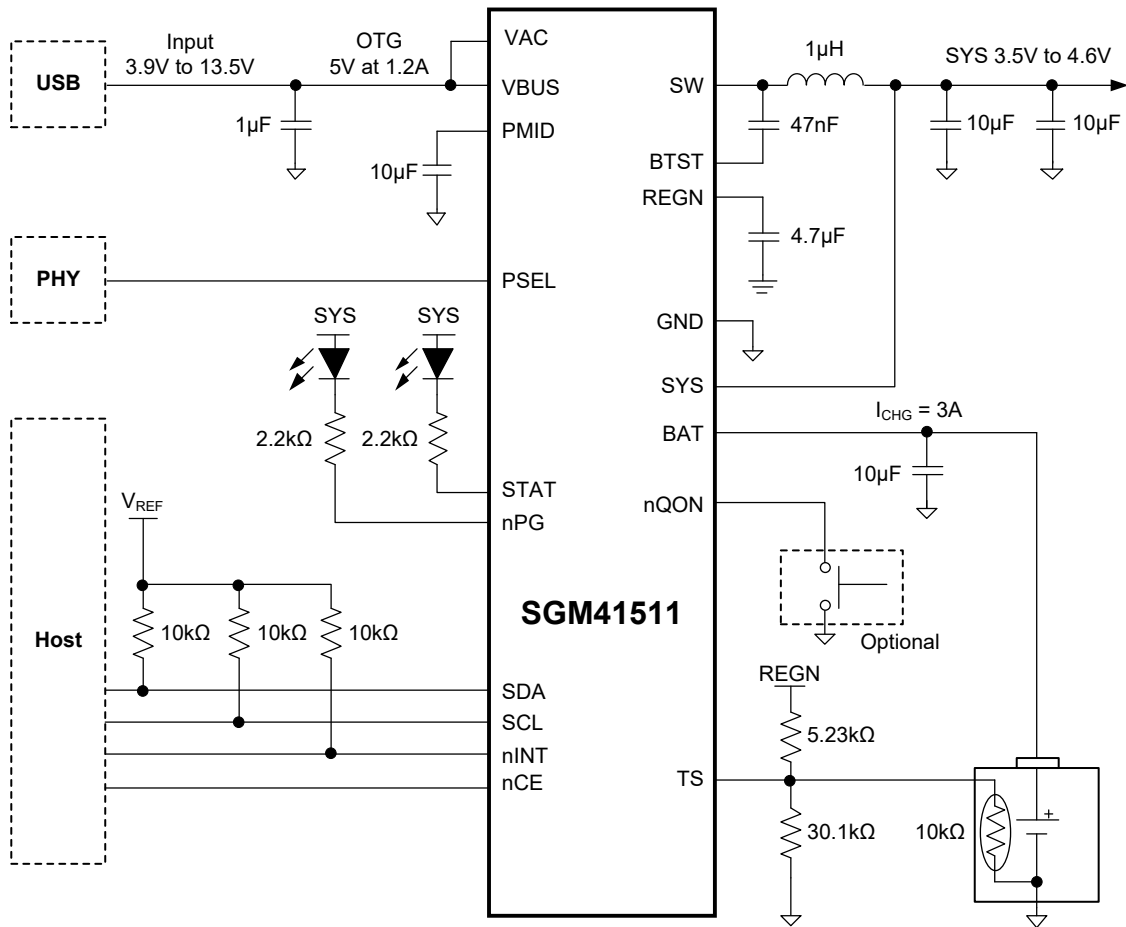 Input
3.9V to 13.5V
OTG
5V at 1.2A
USB
1μF
10μF
PHY
SYS
SYS
2.2kΩ
2.2kΩ
VREF
10kΩ
10kΩ
10kΩ
Host
VAC
VBUS
PMID
PSEL
STAT
nPG
SGM41511
SDA
SCL
nINT
nCE
SW
BTST
REGN
GND
SYS
BAT
nQON
TS
1μH
SYS 3.5V to 4.6V
47nF
10μF
10μF
4.7μF
ICHG = 3A
10μF
Optional
REGN
5.23kΩ
30.1kΩ
10kΩ
+